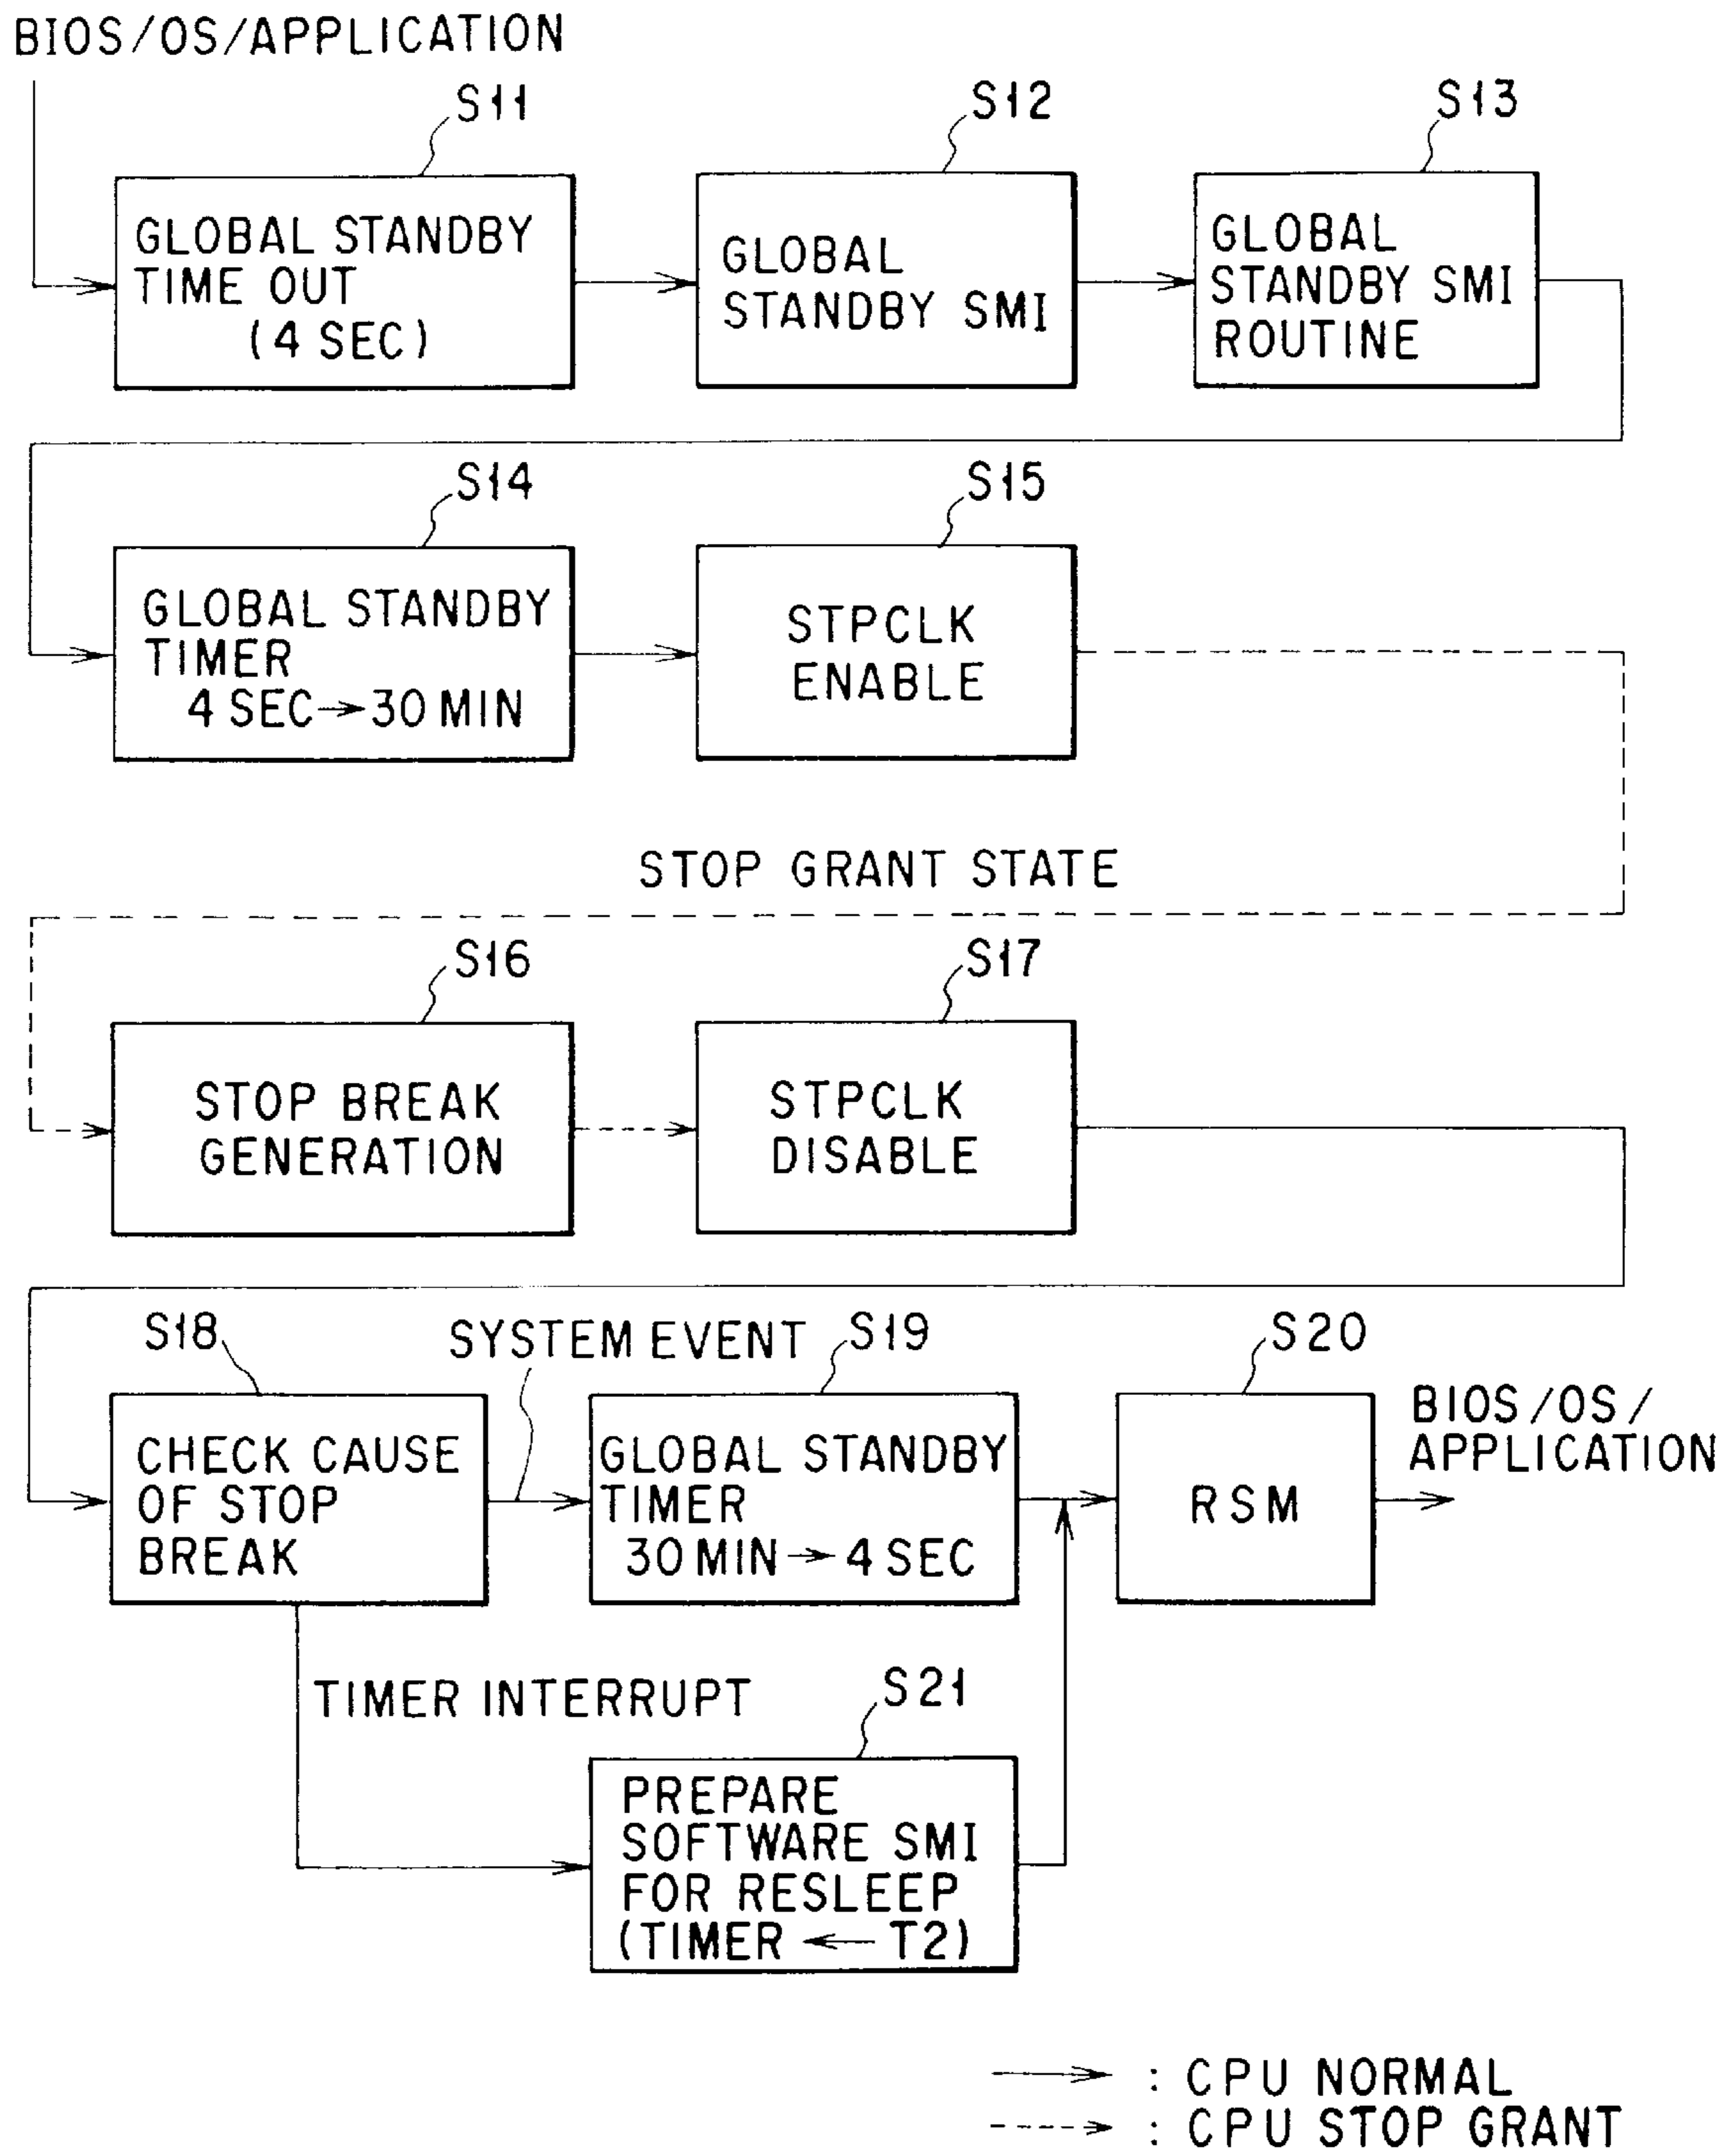 BIOS/OS/APPLICATION
S11
S12
S13
GLOBAL STANDBY
TIME OUT
(4 SEC)
GLOBAL
STANDBY SMI
GLOBAL
STANDBY SMI
ROUTINE
S14
S15
GLOBAL STANDBY
TIMER
4 SEC→30 MIN
STPCLK
ENABLE
STOP GRANT STATE
S16
S17
STOP BREAK
GENERATION
STPCLK
DISABLE
S18
SYSTEM EVENT
S19
S20
CHECK CAUSE
OF STOP
BREAK
GLOBAL STANDBY
TIMER
30 MIN→4 SEC
RSM
BIOS/OS/
APPLICATION
TIMER INTERRUPT
S21
PREPARE
SOFTWARE SMI
FOR RESLEEP
(TIMER ← T2)
: CPU NORMAL
: CPU STOP GRANT